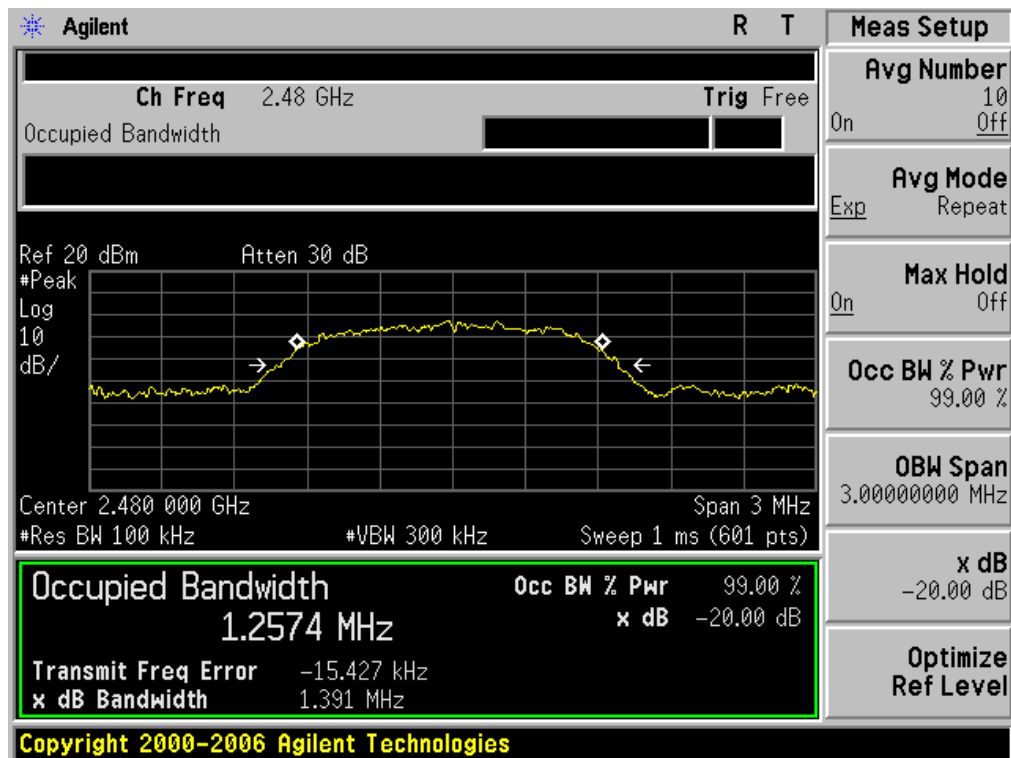 Agilent R T
Ch Freq 2.48 GHz Trig Free
Occupied Bandwidth
Ref 20 dBm Atten 30 dB
#Peak
Log
10
dB/
Center 2.480 000 GHz Span 3 MHz
#Res BW 100 kHz #VBW 300 kHz Sweep 1 ms (601 pts)
Occupied Bandwidth Occ BW % Pwr 99.00 %
1.2574 MHz x dB -20.00 dB
Transmit Freq Error -15.427 kHz
x dB Bandwidth 1.391 MHz
Copyright 2000-2006 Agilent Technologies
Meas Setup
Avg Number
10
On Off
Avg Mode
Exp Repeat
Max Hold
On Off
Occ BW % Pwr
99.00 %
OBW Span
3.00000000 MHz
x dB
-20.00 dB
Optimize
Ref Level